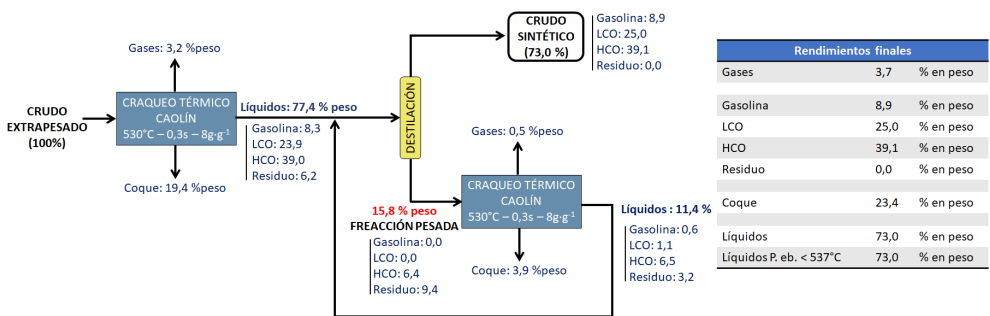 Gases: 3,2 %peso
CRUDO
EXTRAPESADO
(100%)
CRAQUEO TÉRMICO
CAOLÍN
530°C – 0,3s – 8g·g-1
Coque: 19,4 %peso
Líquidos: 77,4 % peso
Gasolina: 8,3
LCO: 23,9
HCO: 39,0
Residuo: 6,2
DESTILACIÓN
CRUDO
SINTÉTICO
(73,0 %)
Gasolina: 8,9
LCO: 25,0
HCO: 39,1
Residuo: 0,0
15,8 % peso
FREACCIÓN PESADA
Gasolina: 0,0
LCO: 0,0
HCO: 6,4
Residuo: 9,4
Gases: 0,5 %peso
CRAQUEO TÉRMICO
CAOLÍN
530°C – 0,3s – 8g·g-1
Coque: 3,9 %peso
Líquidos : 11,4 %
Gasolina: 0,6
LCO: 1,1
HCO: 6,5
Residuo: 3,2
Rendimientos finales
Gases 3,7 % en peso
Gasolina 8,9 % en peso
LCO 25,0 % en peso
HCO 39,1 % en peso
Residuo 0,0 % en peso
Coque 23,4 % en peso
Líquidos 73,0 % en peso
Líquidos P. eb. < 537°C 73,0 % en peso